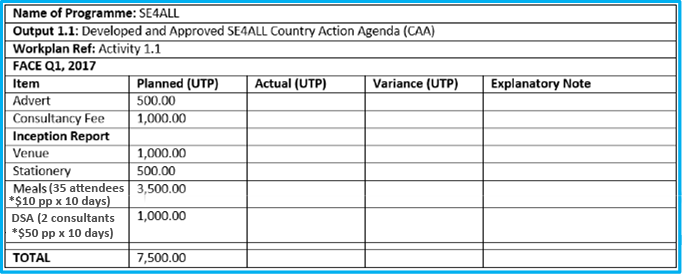 Name of Programme: SE4ALL
Output 1.1: Developed and Approved SE4ALL Country Action Agenda (CAA)
Workplan Ref: Activity 1.1
FACE Q1, 2017
Item Planned (UTP) Actual (UTP) Variance (UTP) Explanatory Note
Advert 500.00
Consultancy Fee 1,000.00
Inception Report
Venue 1,000.00
Stationery 500.00
Meals (35 attendees 3,500.00
*$10 pp x 10 days)
DSA (2 consultants 1,000.00
*$50 pp x 10 days)
TOTAL 7,500.00